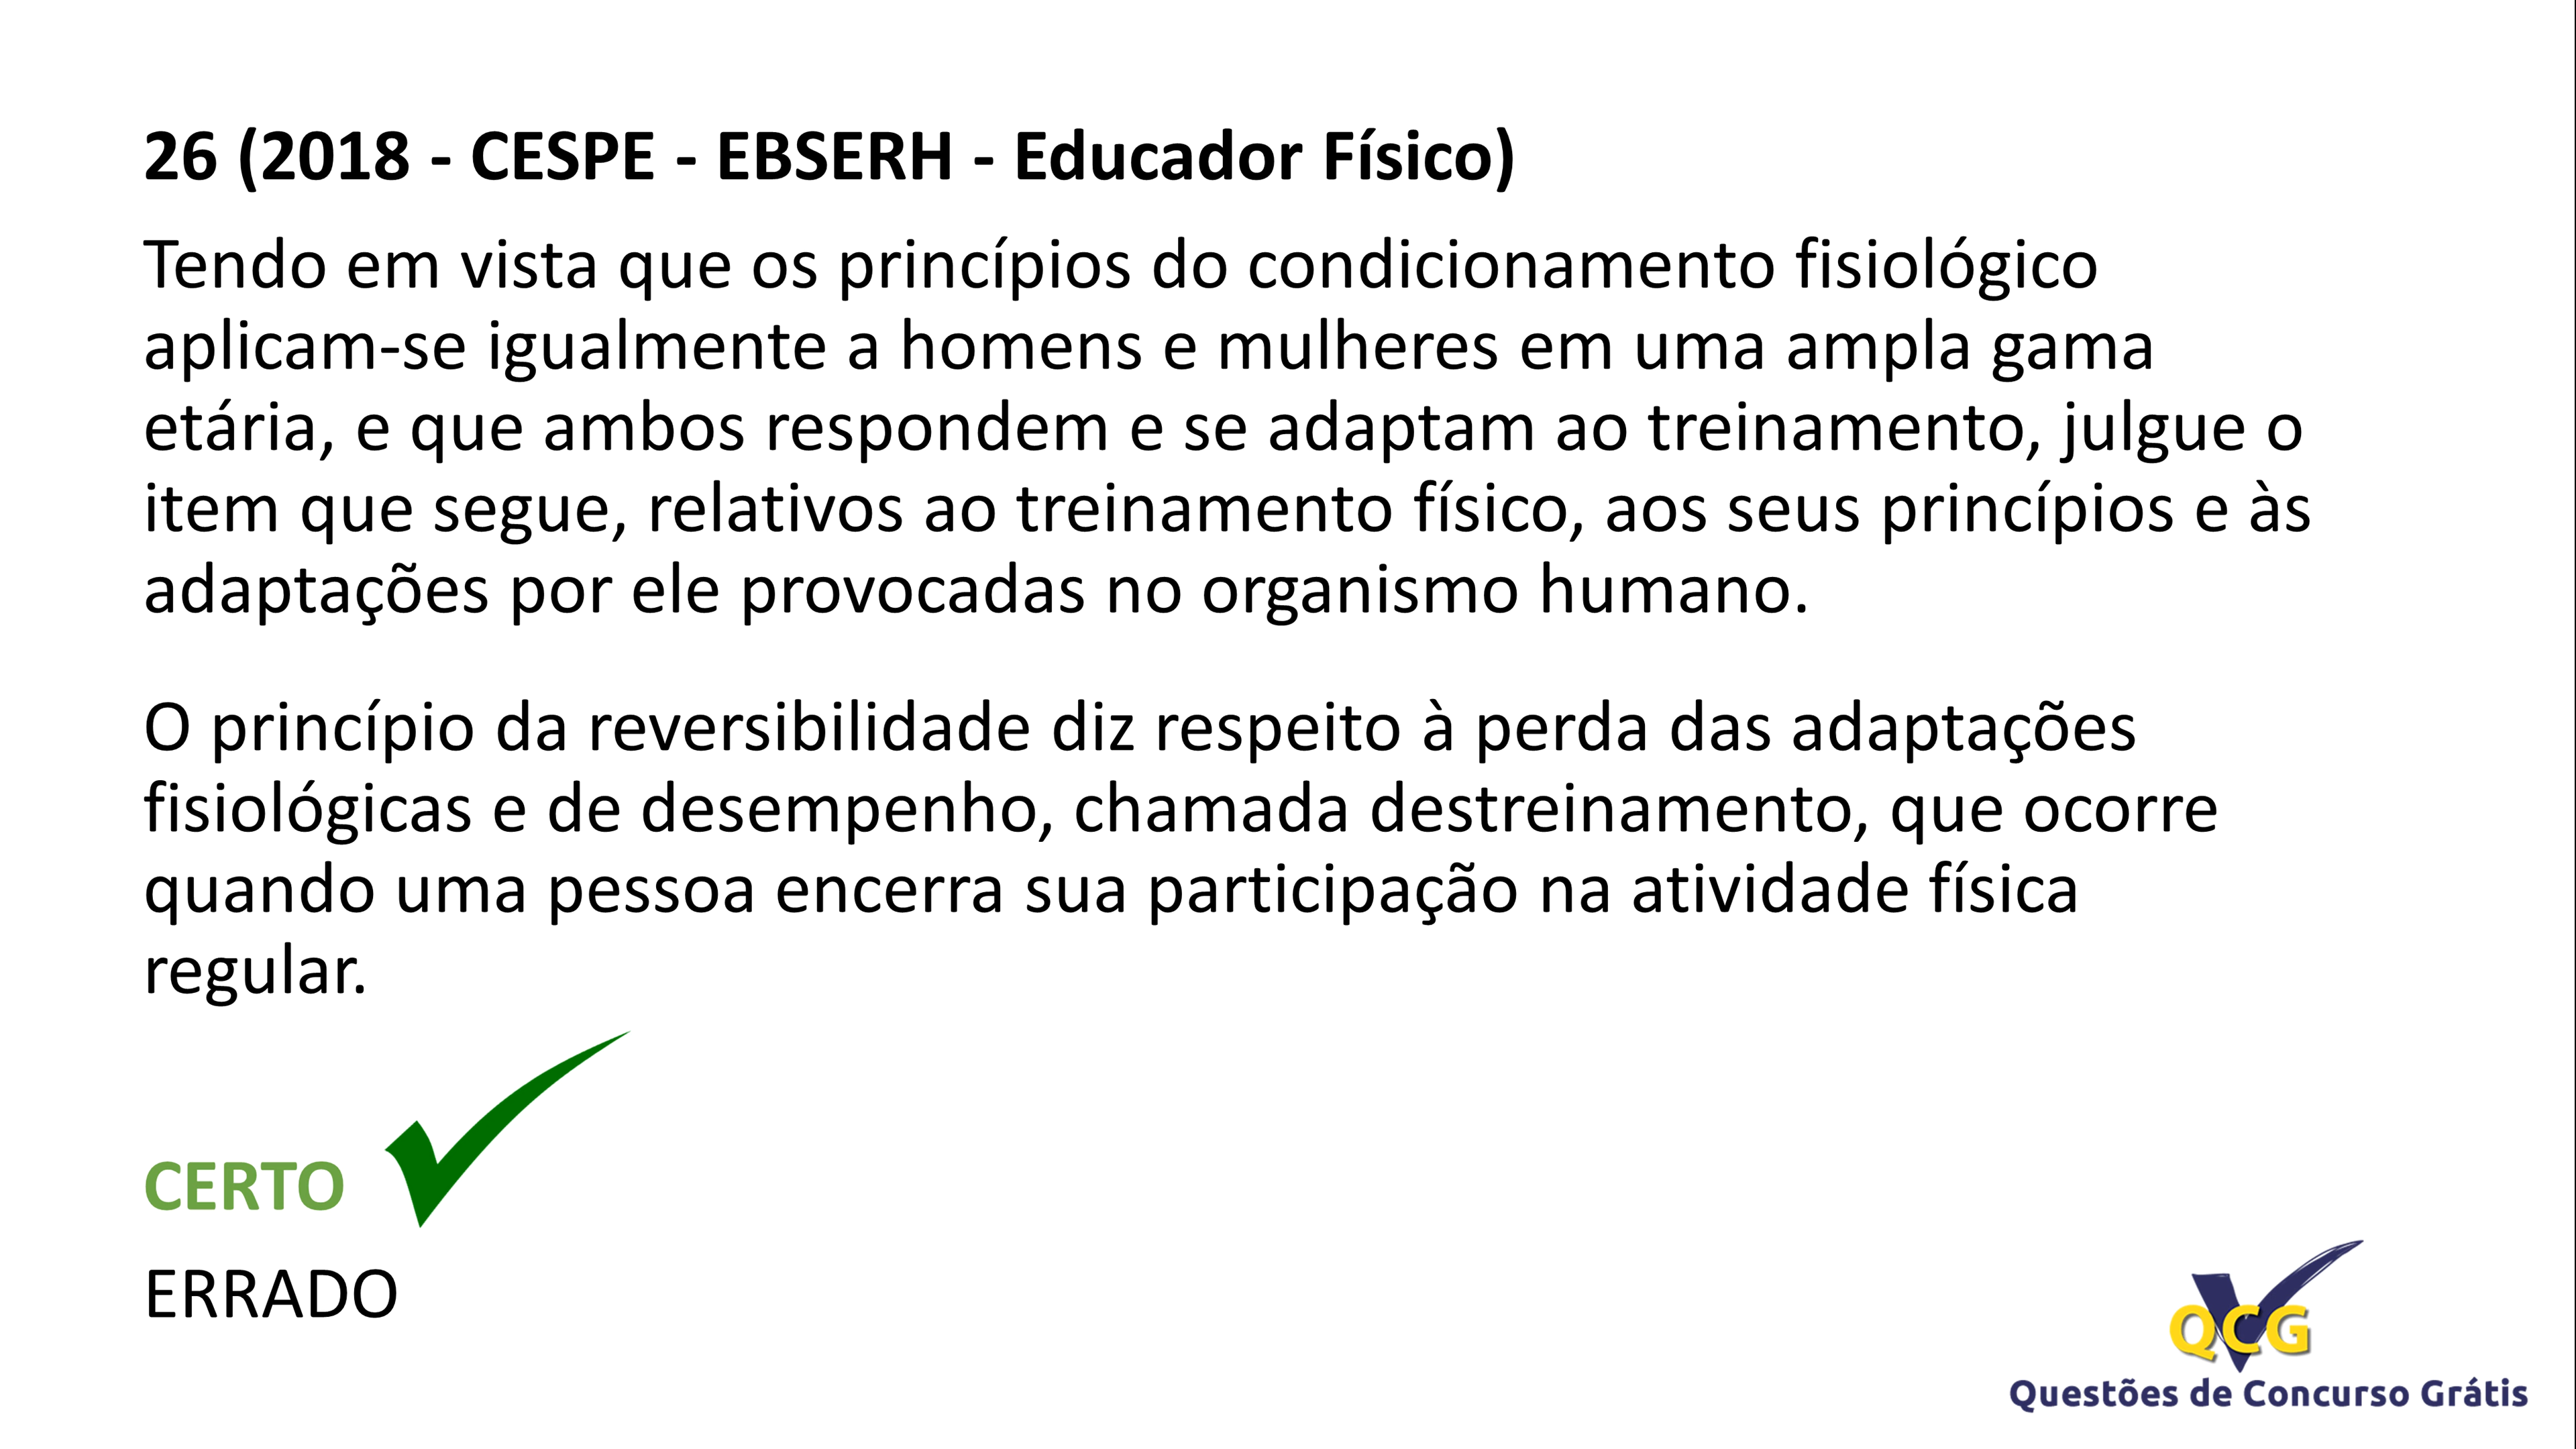 26 (2018 - CESPE - EBSERH - Educador Físico)
Tendo em vista que os princípios do condicionamento fisiológico
aplicam-se igualmente a homens e mulheres em uma ampla gama
etária, e que ambos respondem e se adaptam ao treinamento, julgue o
item que segue, relativos ao treinamento físico, aos seus princípios e às
adaptações por ele provocadas no organismo humano.
O princípio da reversibilidade diz respeito à perda das adaptações
fisiológicas e de desempenho, chamada destreinamento, que ocorre
quando uma pessoa encerra sua participação na atividade física
regular.
CERTO
ERRADO
QCG
Questões de Concurso Grátis